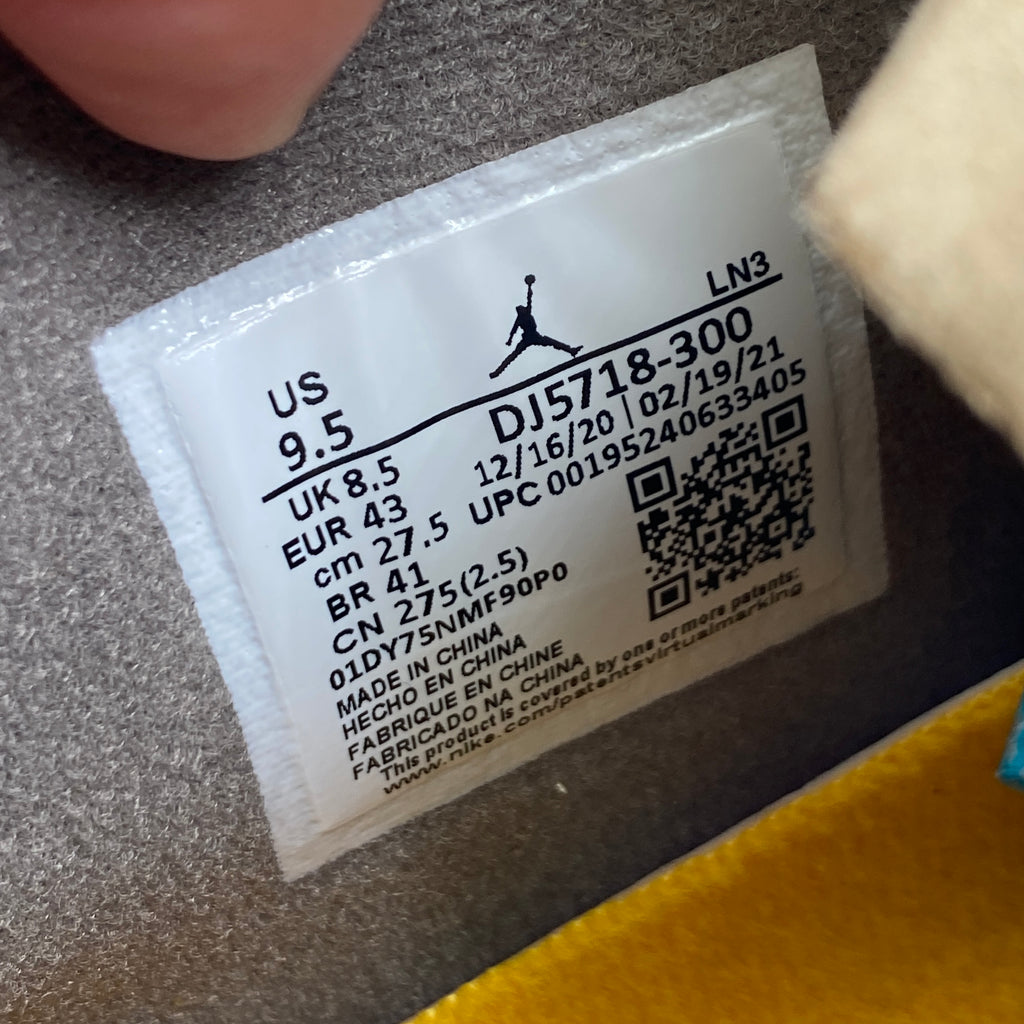 LN3
US
9.5
DJ5718-300
12/16/20 | 02/19/21
UPC 00195240633405
UK 8.5
EUR 43
cm 27.5
BR 41
CN 275(2.5)
01DY75NMF90P0
MADE IN CHINA
HECHO EN CHINA
FABRIQUE EN CHINE
FABRICADO NA CHINA
This product is covered by one or more patents:
www.nike.com/patentsvirtualmarking